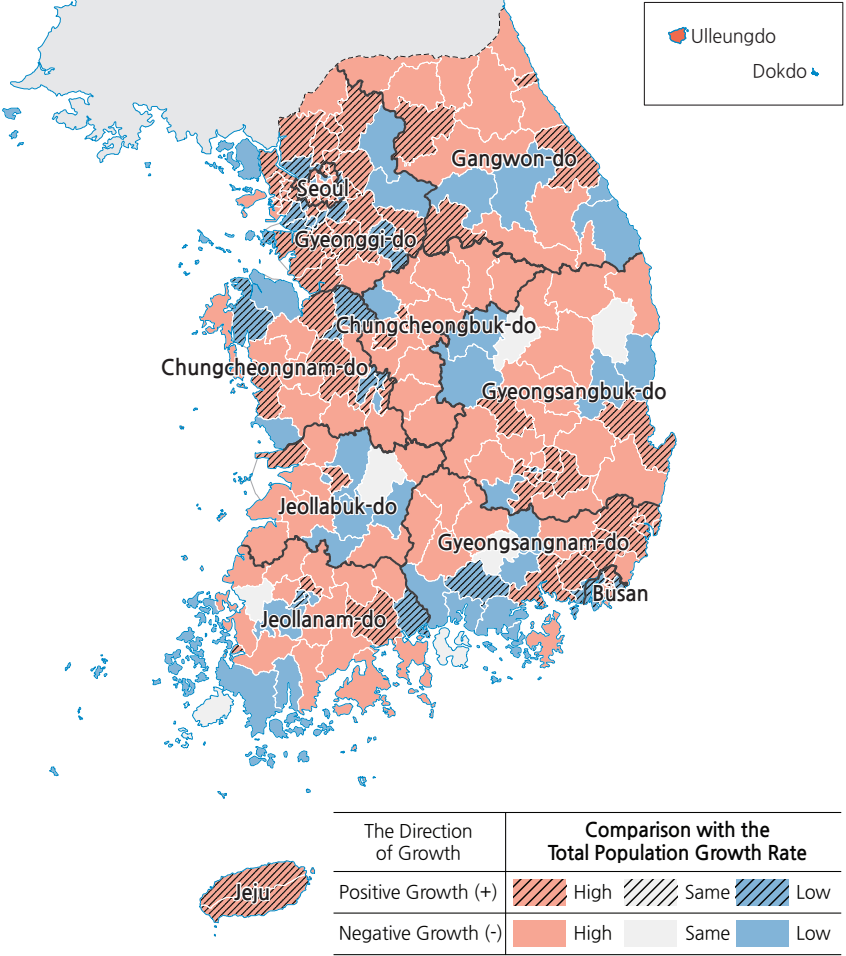 Ulleungdo
Dokdo
Gangwon-do
Seoul
Gyeonggi-do
Chungcheongbuk-do
Chungcheongnam-do
Gyeongsangbuk-do
Jeollabuk-do
Gyeongsangnam-do
Busan
Jeollanam-do
Jeju
The Direction
of Growth
Comparison with the
Total Population Growth Rate
Positive Growth (+) High Same Low
Negative Growth (-) High Same Low